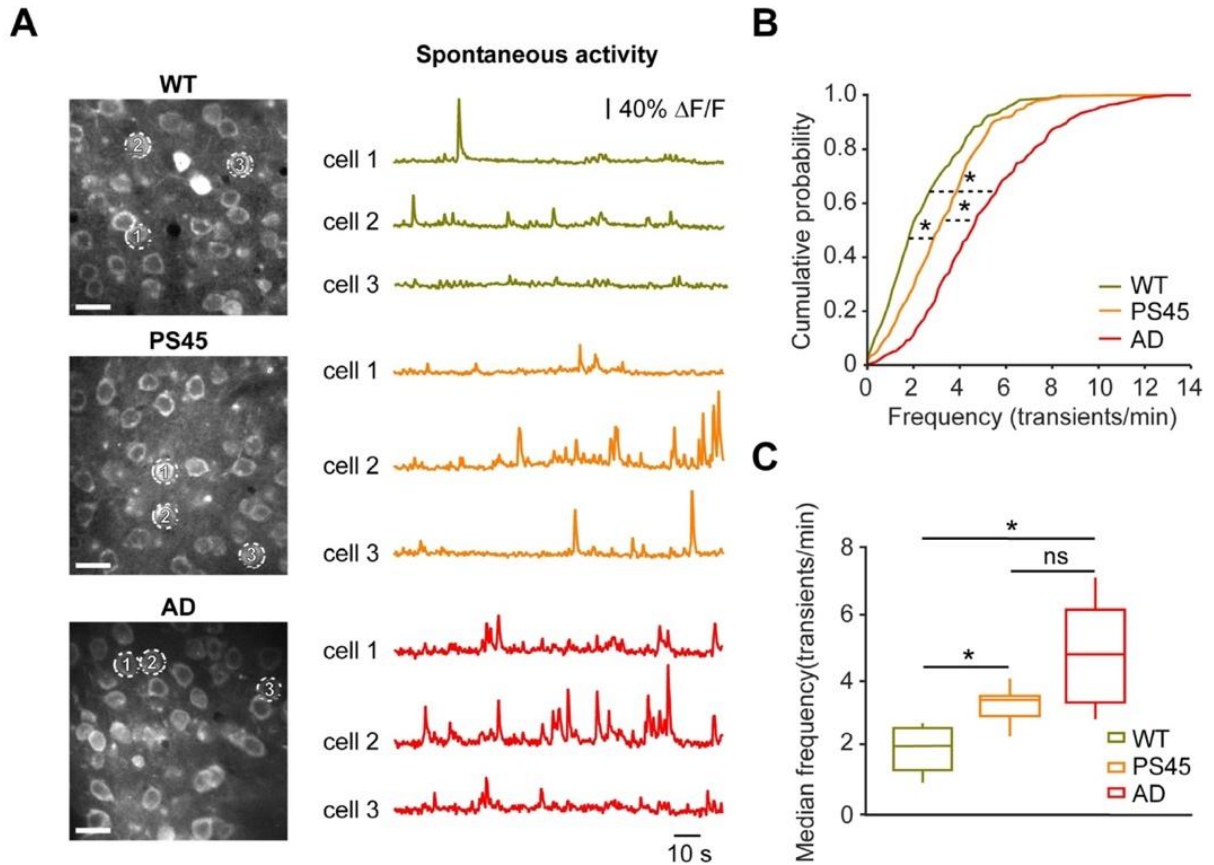 A
Spontaneous activity
WT
40% ΔF/F
2
3
1
cell 1
cell 2
cell 3
PS45
1
2
3
cell 1
cell 2
cell 3
AD
1
2
3
cell 1
cell 2
cell 3
10 s
B
Cumulative probability
1.0
0.8
0.6
0.4
0.2
0
*
*
*
WT
PS45
AD
0 2 4 6 8 10 12 14
Frequency (transients/min)
C
Median frequency(transients/min)
8
6
4
2
0
*
ns
*
WT
PS45
AD